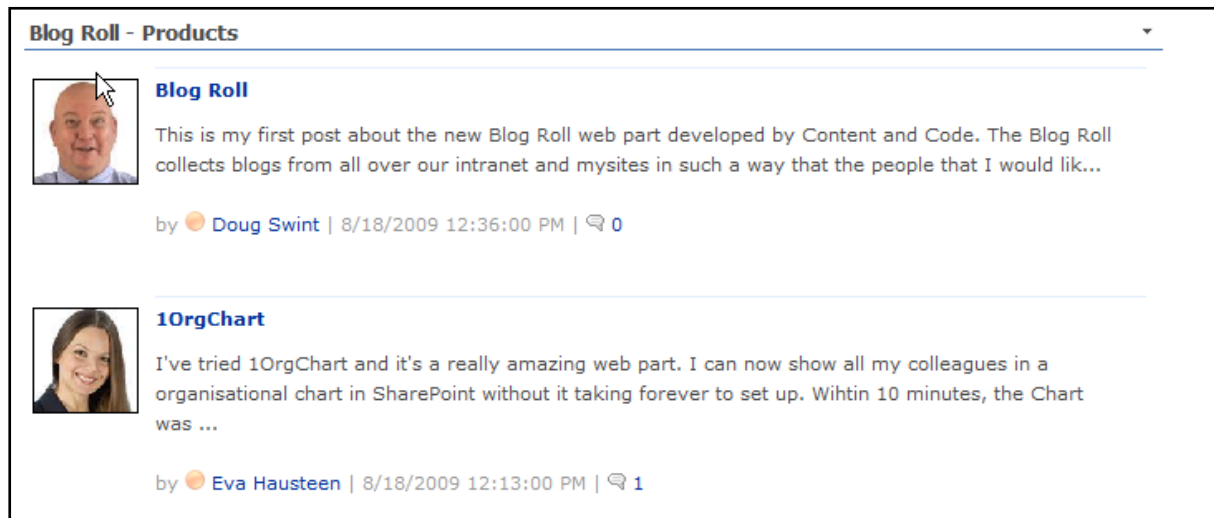 Blog Roll - Products
Blog Roll
This is my first post about the new Blog Roll web part developed by Content and Code. The Blog Roll
collects blogs from all over our intranet and mysites in such a way that the people that I would lik...
by Doug Swint | 8/18/2009 12:36:00 PM | 0
1OrgChart
I've tried 1OrgChart and it's a really amazing web part. I can now show all my colleagues in a
organisational chart in SharePoint without it taking forever to set up. Wihtin 10 minutes, the Chart
was ...
by Eva Hausteen | 8/18/2009 12:13:00 PM | 1